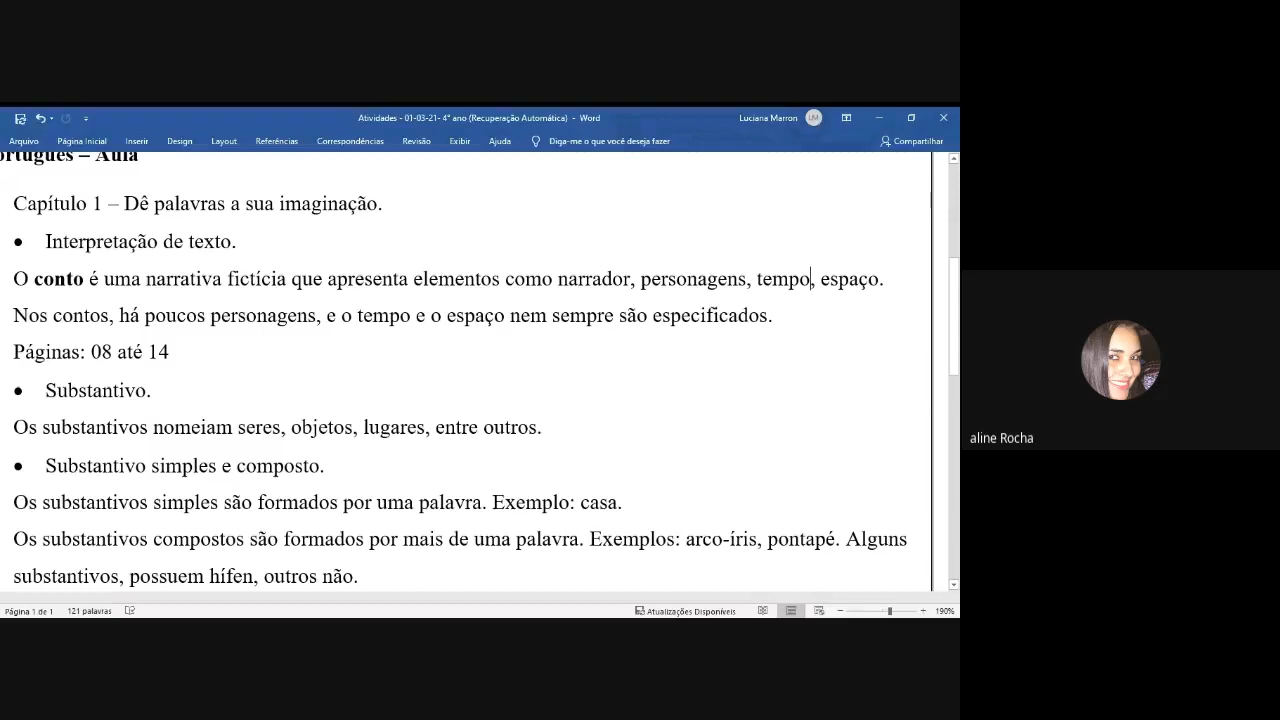 Atividades - 01-03-21- 4° ano (Recuperação Automática) - Word
Luciana Marron
LM
Arquivo Página Inicial Inserir Design Layout Referências Correspondências Revisão Exibir Ajuda Diga-me o que você deseja fazer Compartilhar
ortuguês – Aula
Capítulo 1 – Dê palavras a sua imaginação.
• Interpretação de texto.
O conto é uma narrativa fictícia que apresenta elementos como narrador, personagens, tempo, espaço.
Nos contos, há poucos personagens, e o tempo e o espaço nem sempre são especificados.
Páginas: 08 até 14
• Substantivo.
Os substantivos nomeiam seres, objetos, lugares, entre outros.
• Substantivo simples e composto.
Os substantivos simples são formados por uma palavra. Exemplo: casa.
Os substantivos compostos são formados por mais de uma palavra. Exemplos: arco-íris, pontapé. Alguns
substantivos, possuem hífen, outros não.
Página 1 de 1 121 palavras Atualizações Disponíveis 190%
aline Rocha